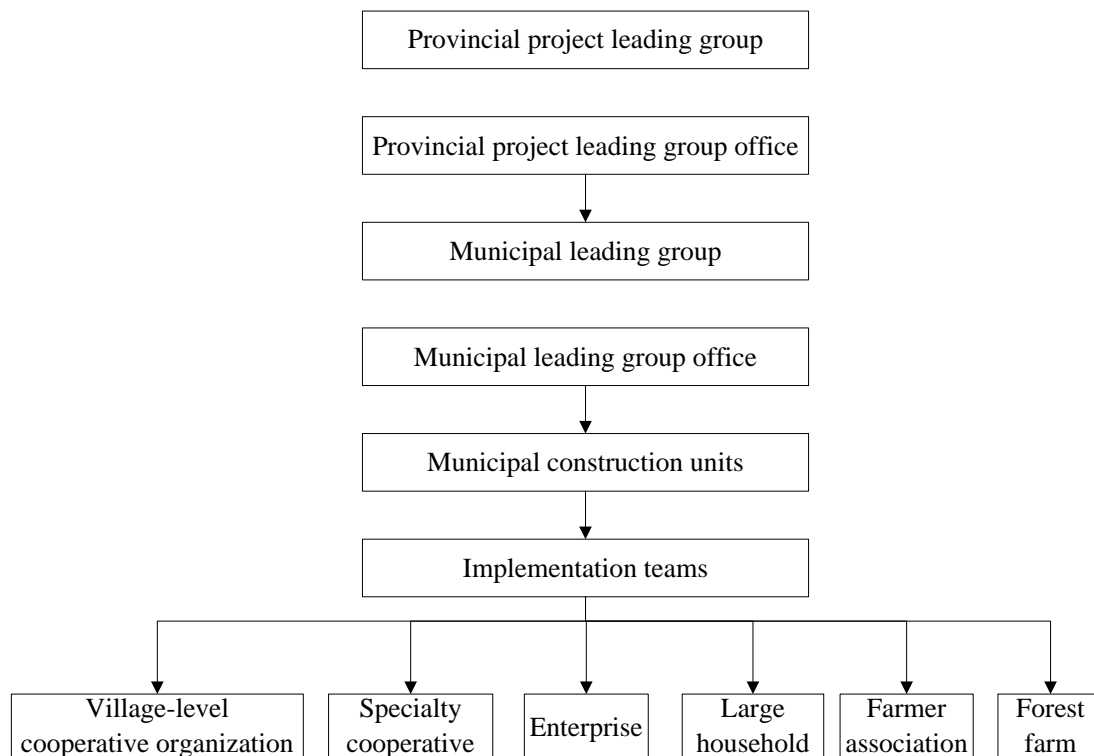 Provincial project leading group
Provincial project leading group office
Municipal leading group
Municipal leading group office
Municipal construction units
Implementation teams
Village-level
cooperative organization
Specialty
cooperative
Enterprise
Large
household
Farmer
association
Forest
farm